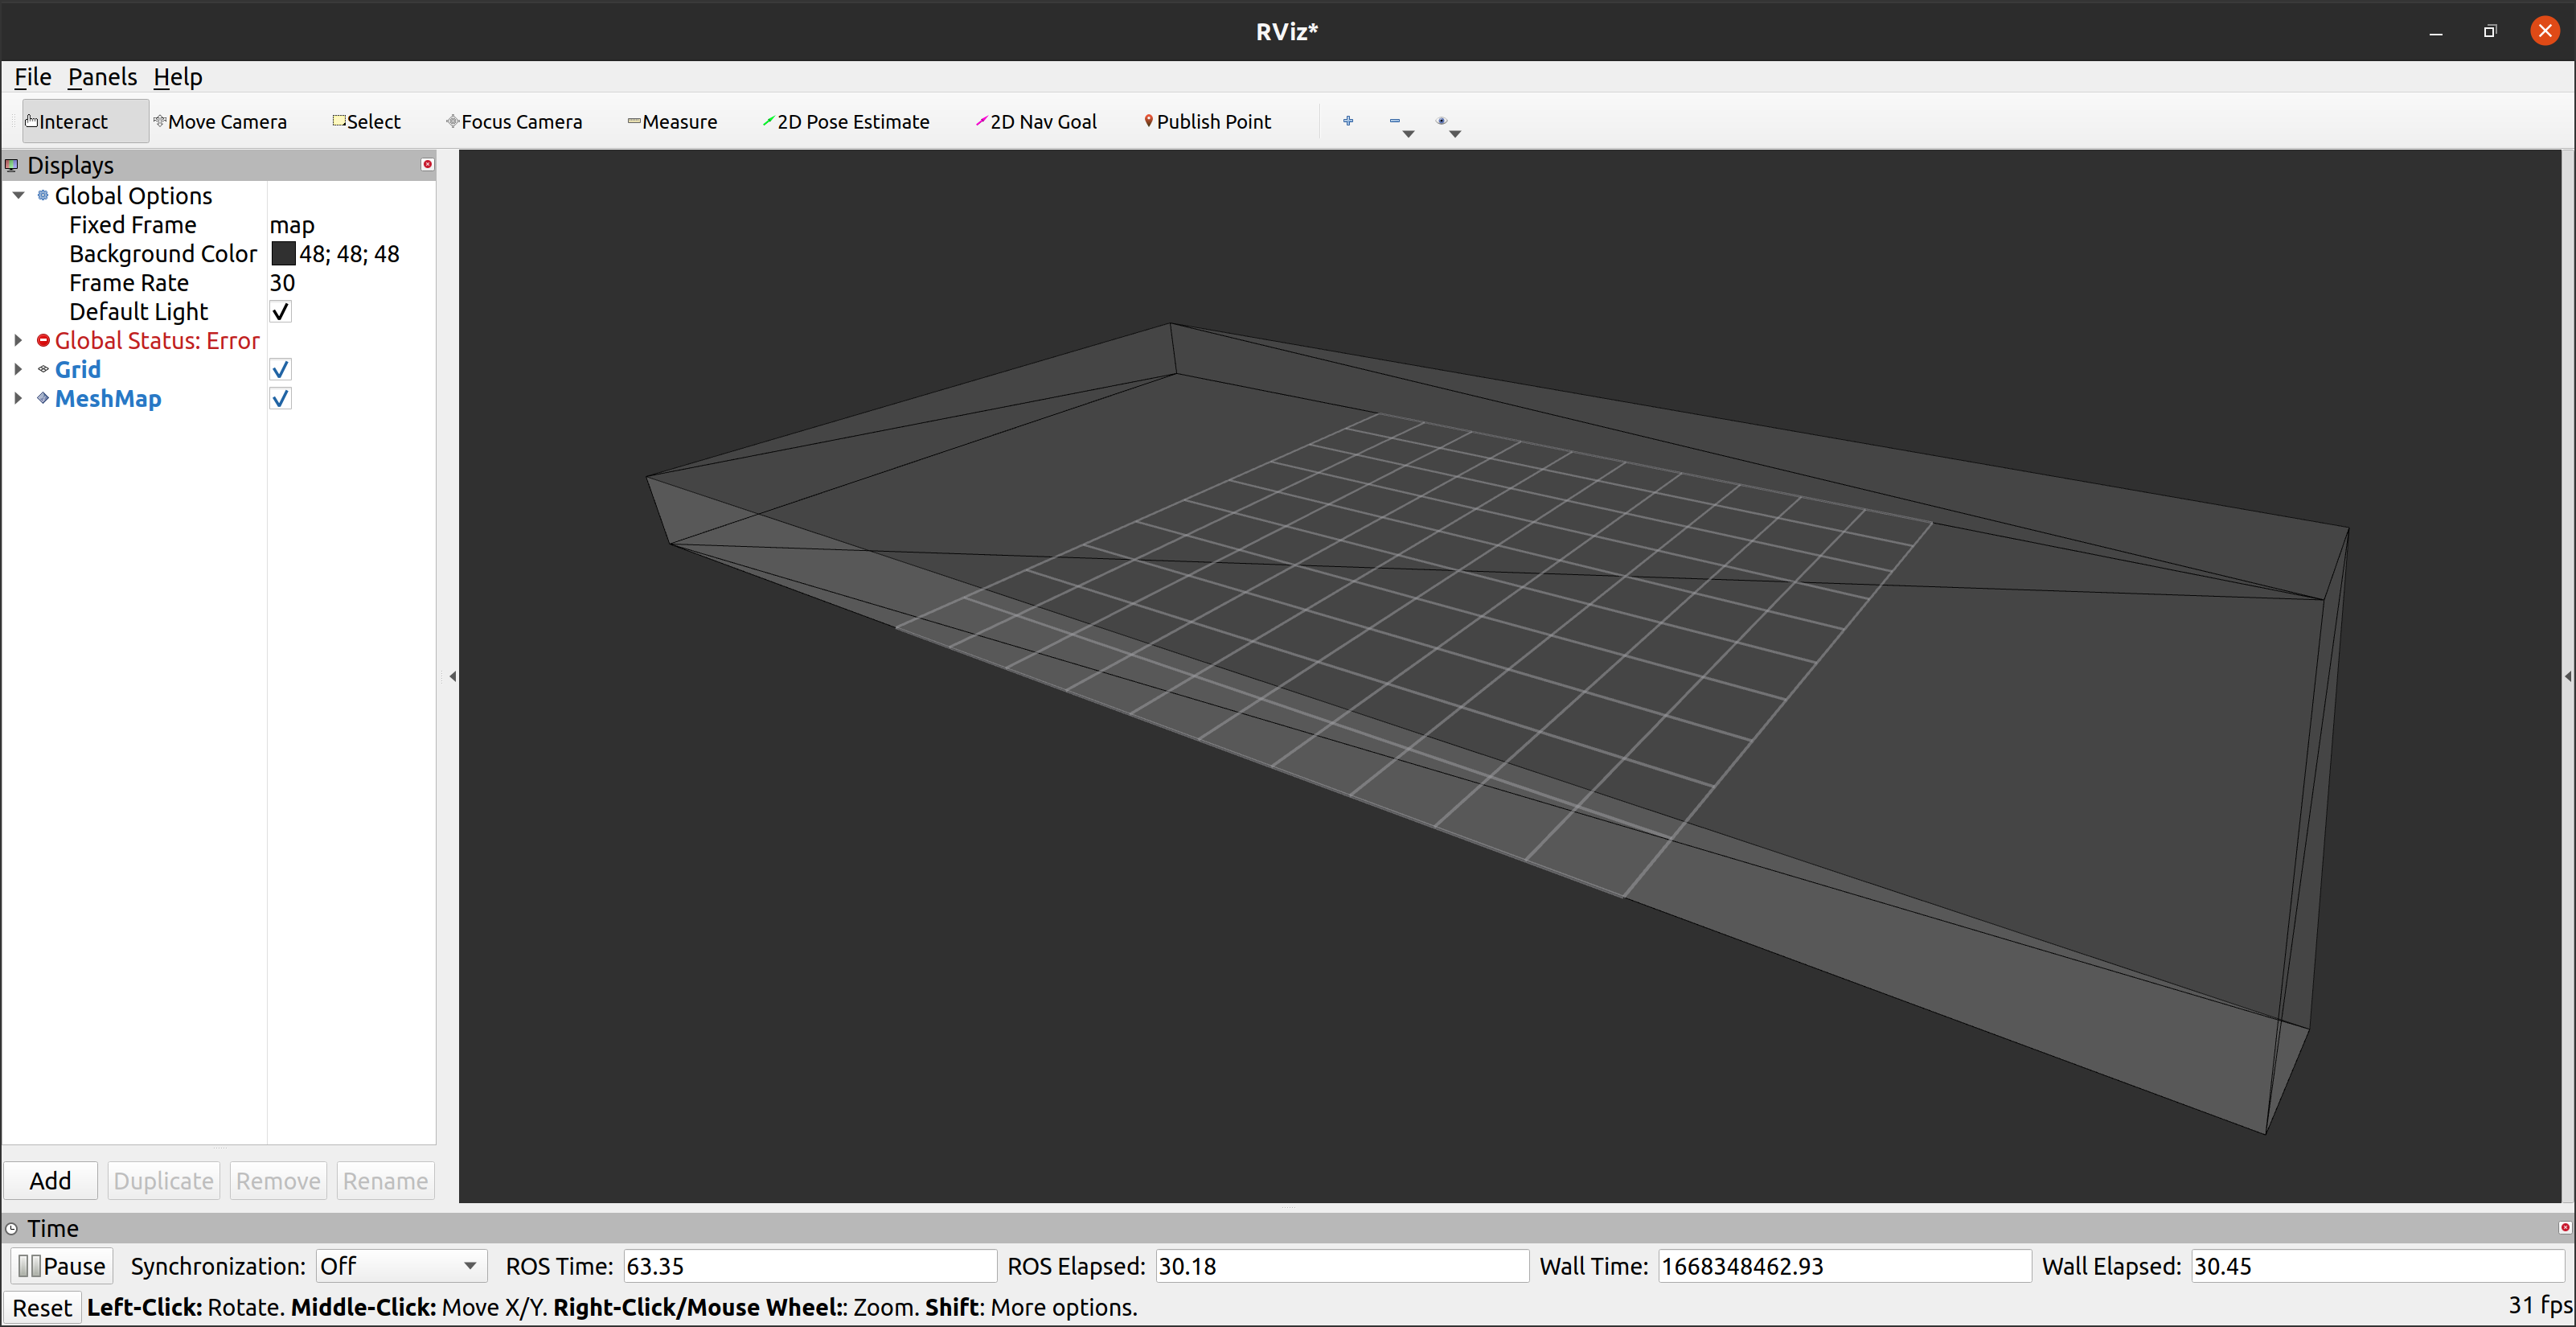 RViz*
File Panels Help
Interact Move Camera Select Focus Camera Measure 2D Pose Estimate 2D Nav Goal Publish Point
Displays
Global Options
Fixed Frame map
Background Color 48; 48; 48
Frame Rate 30
Default Light
Global Status: Error
Grid
MeshMap
Add Duplicate Remove Rename
Time
Pause Synchronization: Off ROS Time: 63.35 ROS Elapsed: 30.18 Wall Time: 1668348462.93 Wall Elapsed: 30.45
Reset Left-Click: Rotate. Middle-Click: Move X/Y. Right-Click/Mouse Wheel:: Zoom. Shift: More options. 31 fps